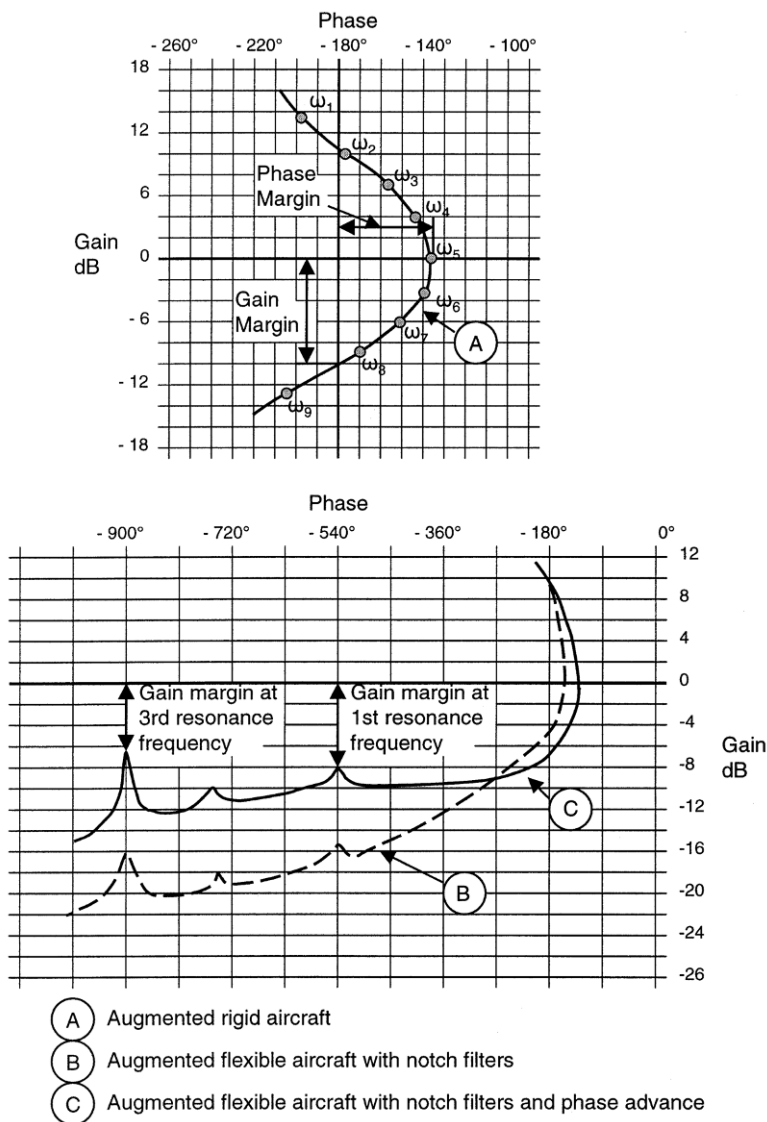 Phase
- 260° - 220° - 180° - 140° - 100°
18
12
6
0
- 6
- 12
- 18
Gain
dB
ω1
ω2
ω3
ω4
ω5
ω6
ω7
ω8
ω9
Phase
Margin
Gain
Margin
A
Phase
- 900° - 720° - 540° - 360° - 180° 0°
12
8
4
0
-4
-8
-12
-16
-20
-24
-26
Gain
dB
Gain margin at
3rd resonance
frequency
Gain margin at
1st resonance
frequency
C
B
A Augmented rigid aircraft
B Augmented flexible aircraft with notch filters
C Augmented flexible aircraft with notch filters and phase advance